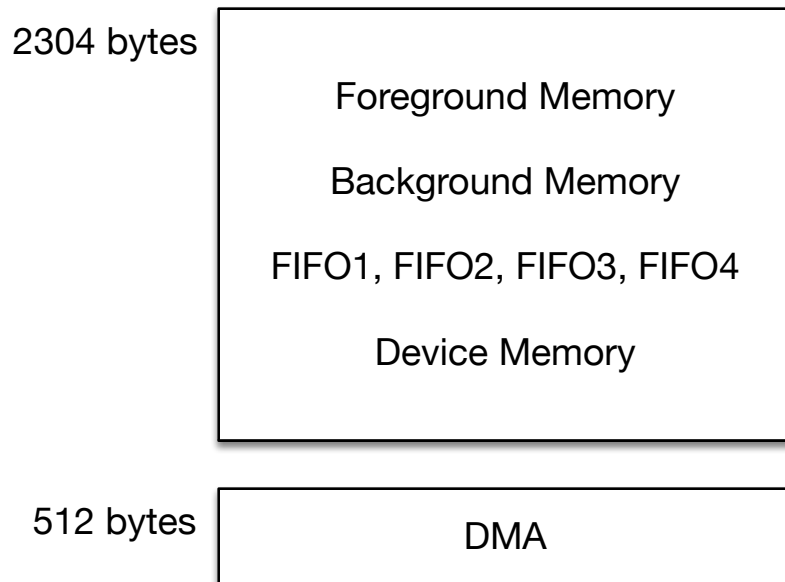 2304 bytes
Foreground Memory
Background Memory
FIFO1, FIFO2, FIFO3, FIFO4
Device Memory
512 bytes
DMA